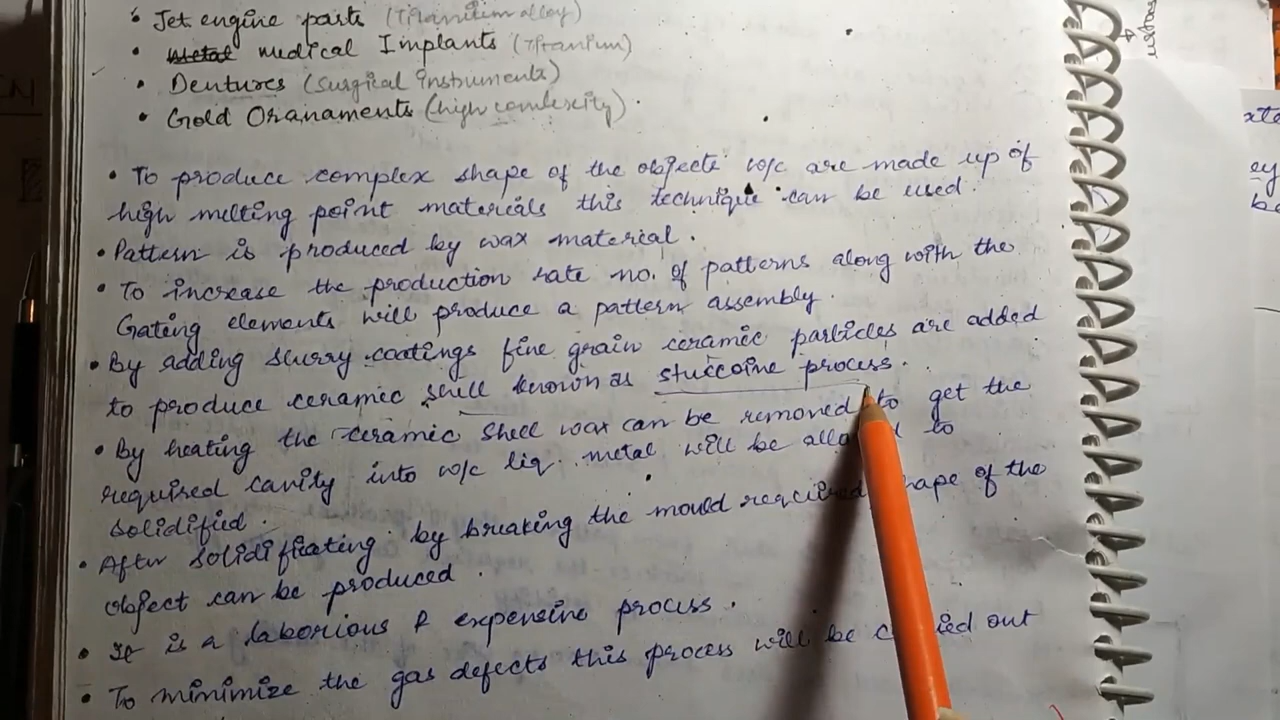 • Jet engine parts (Titanium alloy)
• Metal medical Implants (Titanium)
• Dentures (Surgical instruments)
• Gold Oranaments (high comlexity).
• To produce complex shape of the objects w/c are made up of
high melting point materials this technique can be used.
• Pattern is produced by wax material.
• To increase the production rate no. of patterns along with the
Gating elements will produce a pattern assembly.
• By adding slurry coatings fine grain ceramic particles are added
to produce ceramic shell known as stuccoine process.
• By heating the ceramic shell wax can be removed to get the
required cavity into w/c liq. metal will be to
solidified.
• After solidificating by breaking the mould required of the
object can be produced.
• It is a laborious & expensine process.
• To minimize the gas defects this process will be out